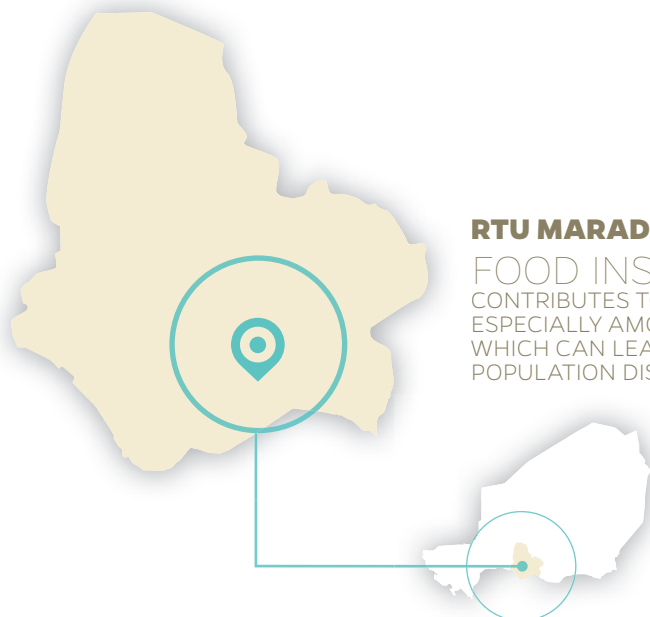 RTU MARAD
FOOD INS
CONTRIBUTES T
ESPECIALLY AMO
WHICH CAN LEA
POPULATION DIS